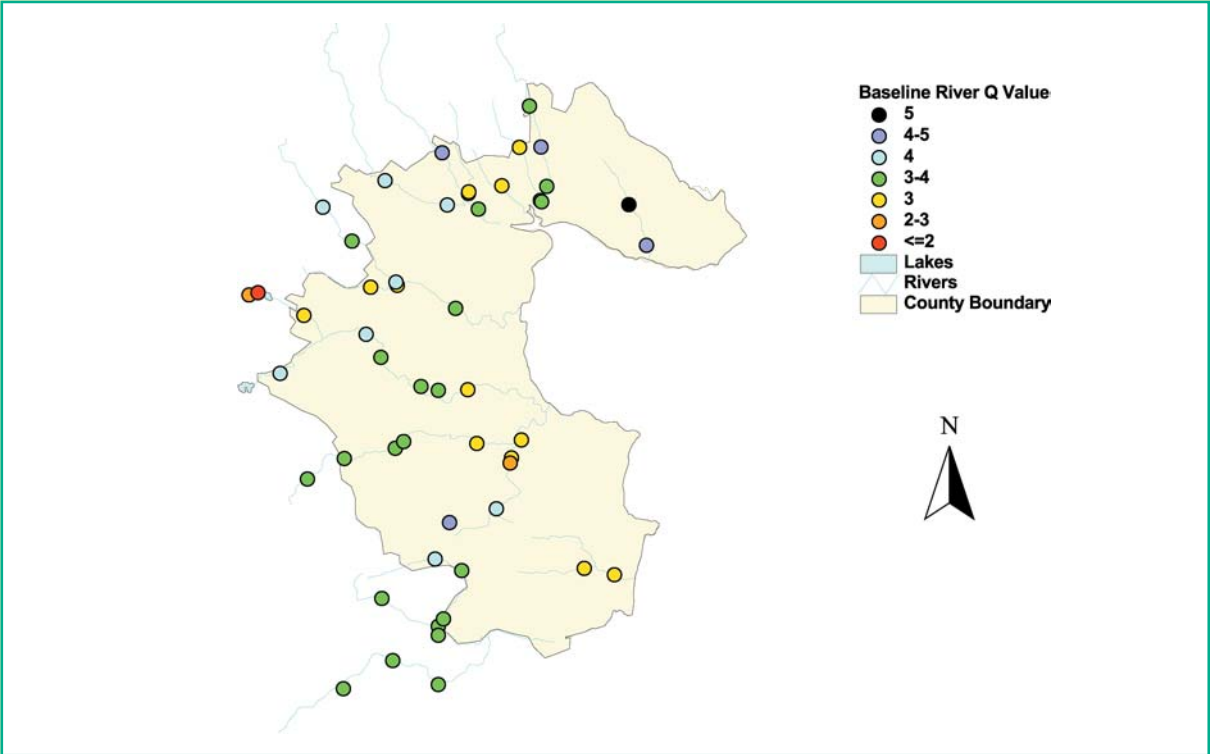 Baseline River Q Value
5
4-5
4
3-4
3
2-3
<=2
Lakes
Rivers
County Boundary
N